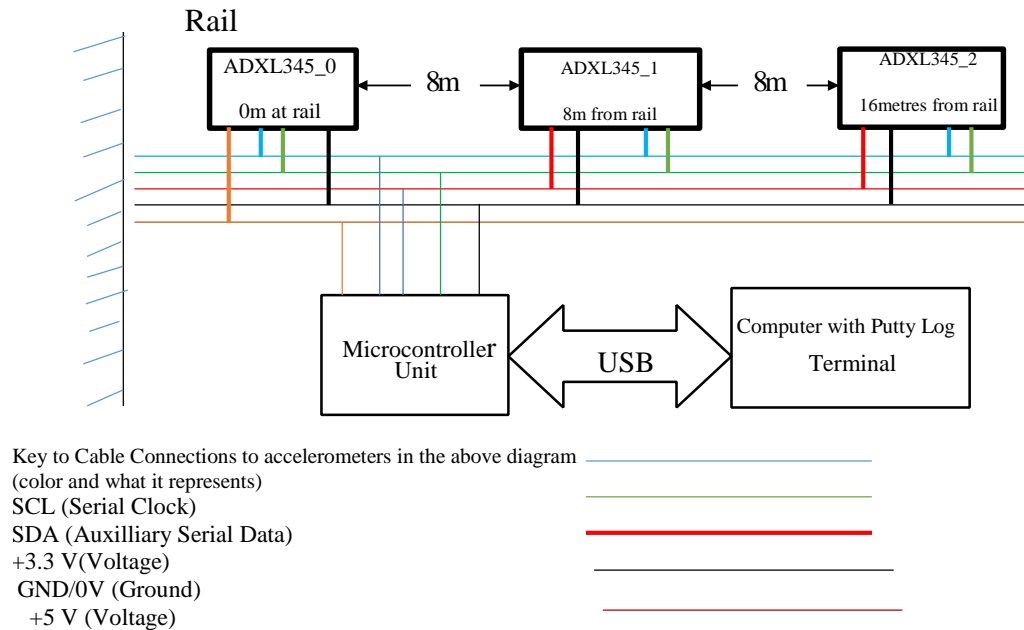 Rail
ADXL345_0
0m at rail
8m
ADXL345_1
8m from rail
8m
ADXL345_2
16metres from rail
Microcontroller
Unit
USB
Computer with Putty Log
Terminal
Key to Cable Connections to accelerometers in the above diagram
(color and what it represents)
SCL (Serial Clock)
SDA (Auxilliary Serial Data)
+3.3 V(Voltage)
GND/0V (Ground)
+5 V (Voltage)